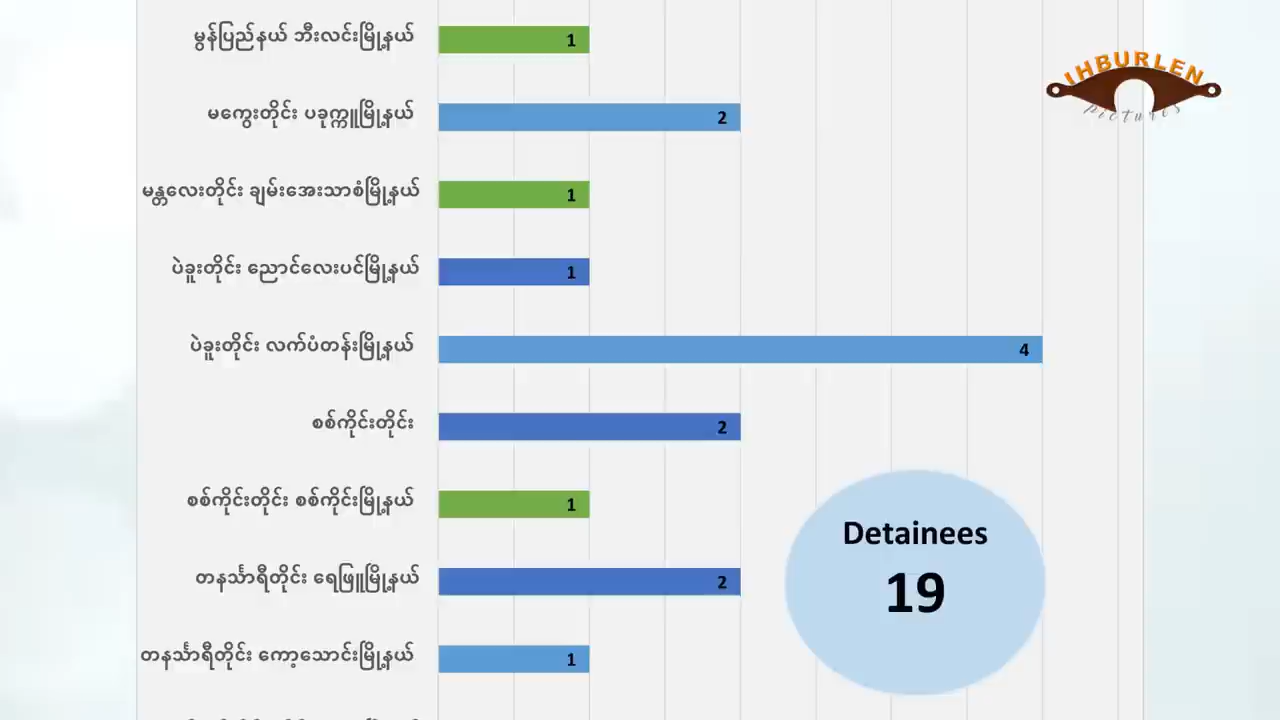 IHBURLEN
Pictures
မွန်ပြည်နယ် ဘီးလင်းမြို့နယ် 1
မကွေးတိုင်း ပခုက္ကူမြို့နယ် 2
မန္တလေးတိုင်း ချမ်းအေးသာစံမြို့နယ် 1
ပဲခူးတိုင်း ညောင်လေးပင်မြို့နယ် 1
ပဲခူးတိုင်း လက်ပံတန်းမြို့နယ် 4
စစ်ကိုင်းတိုင်း 2
စစ်ကိုင်းတိုင်း စစ်ကိုင်းမြို့နယ် 1
Detainees
19
တနင်္သာရီတိုင်း ရေဖြူမြို့နယ် 2
တနင်္သာရီတိုင်း ကော့သောင်းမြို့နယ် 1